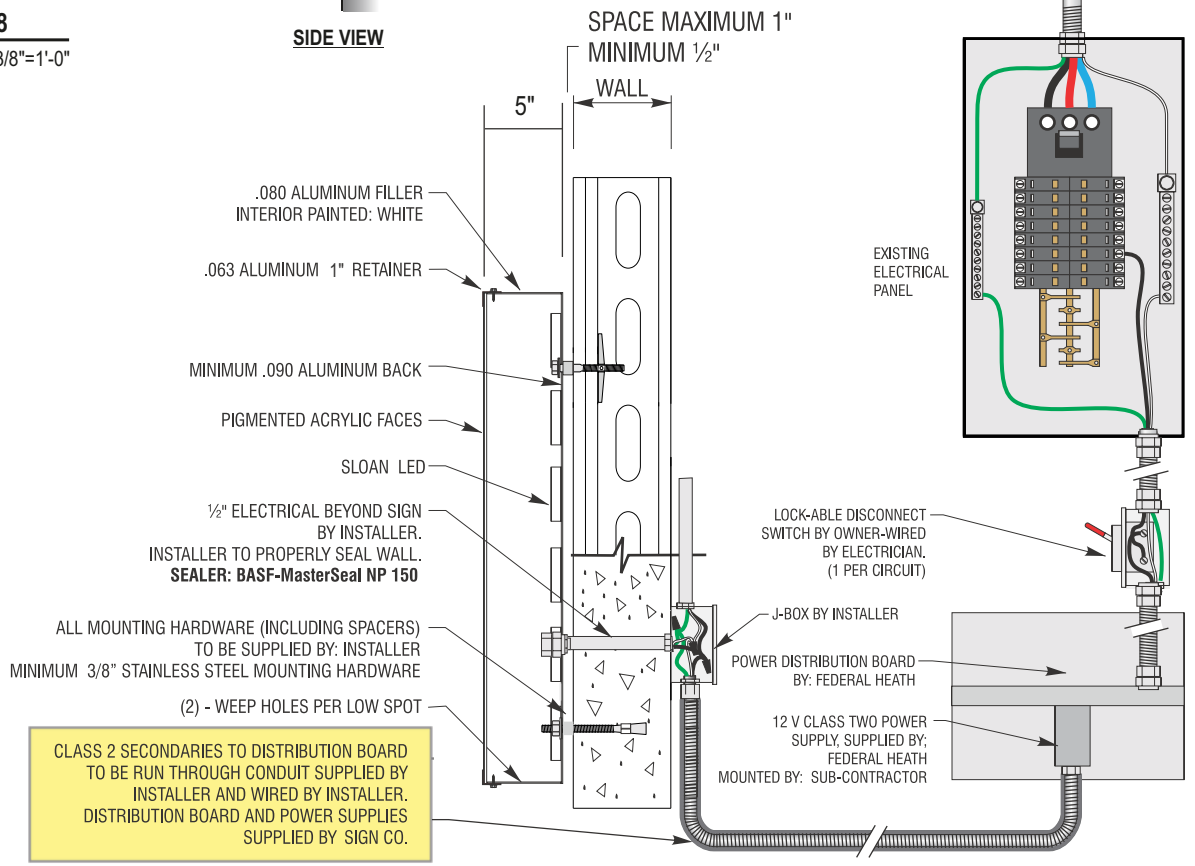 8
3/8"=1'-0"
SIDE VIEW
SPACE MAXIMUM 1"
MINIMUM ½"
WALL
5"
.080 ALUMINUM FILLER
INTERIOR PAINTED: WHITE
.063 ALUMINUM 1" RETAINER
MINIMUM .090 ALUMINUM BACK
PIGMENTED ACRYLIC FACES
SLOAN LED
½" ELECTRICAL BEYOND SIGN
BY INSTALLER.
INSTALLER TO PROPERLY SEAL WALL.
SEALER: BASF-MasterSeal NP 150
ALL MOUNTING HARDWARE (INCLUDING SPACERS)
TO BE SUPPLIED BY: INSTALLER
MINIMUM 3/8” STAINLESS STEEL MOUNTING HARDWARE
(2) - WEEP HOLES PER LOW SPOT
CLASS 2 SECONDARIES TO DISTRIBUTION BOARD
TO BE RUN THROUGH CONDUIT SUPPLIED BY
INSTALLER AND WIRED BY INSTALLER.
DISTRIBUTION BOARD AND POWER SUPPLIES
SUPPLIED BY SIGN CO.
EXISTING
ELECTRICAL
PANEL
LOCK-ABLE DISCONNECT
SWITCH BY OWNER-WIRED
BY ELECTRICIAN.
(1 PER CIRCUIT)
J-BOX BY INSTALLER
POWER DISTRIBUTION BOARD
BY: FEDERAL HEATH
12 V CLASS TWO POWER
SUPPLY, SUPPLIED BY;
FEDERAL HEATH
MOUNTED BY: SUB-CONTRACTOR